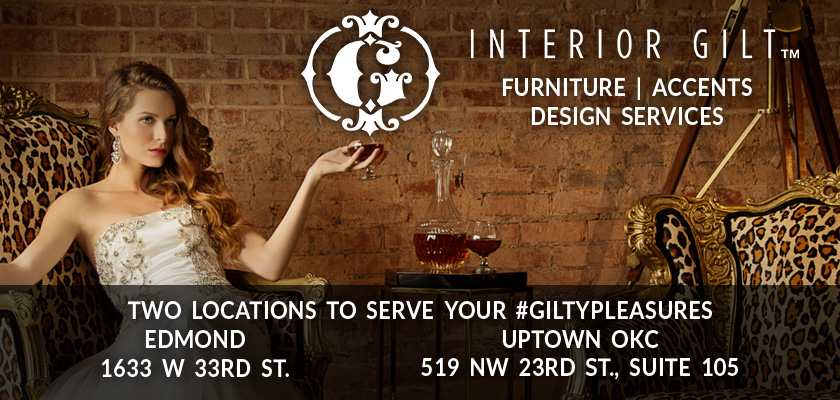 G
INTERIOR GILT™
FURNITURE | ACCENTS
DESIGN SERVICES
TWO LOCATIONS TO SERVE YOUR #GILTYPLEASURES
EDMOND
1633 W 33RD ST.
UPTOWN OKC
519 NW 23RD ST., SUITE 105